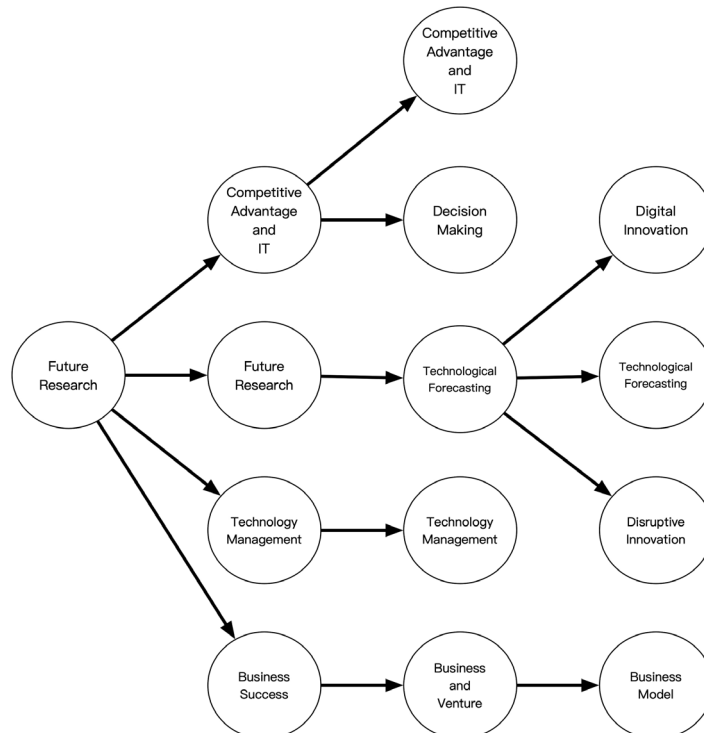 Competitive
Advantage
and
IT
Competitive
Advantage
and
IT
Decision
Making
Digital
Innovation
Future
Research
Future
Research
Technological
Forecasting
Technological
Forecasting
Technology
Management
Technology
Management
Disruptive
Innovation
Business
Success
Business
and
Venture
Business
Model